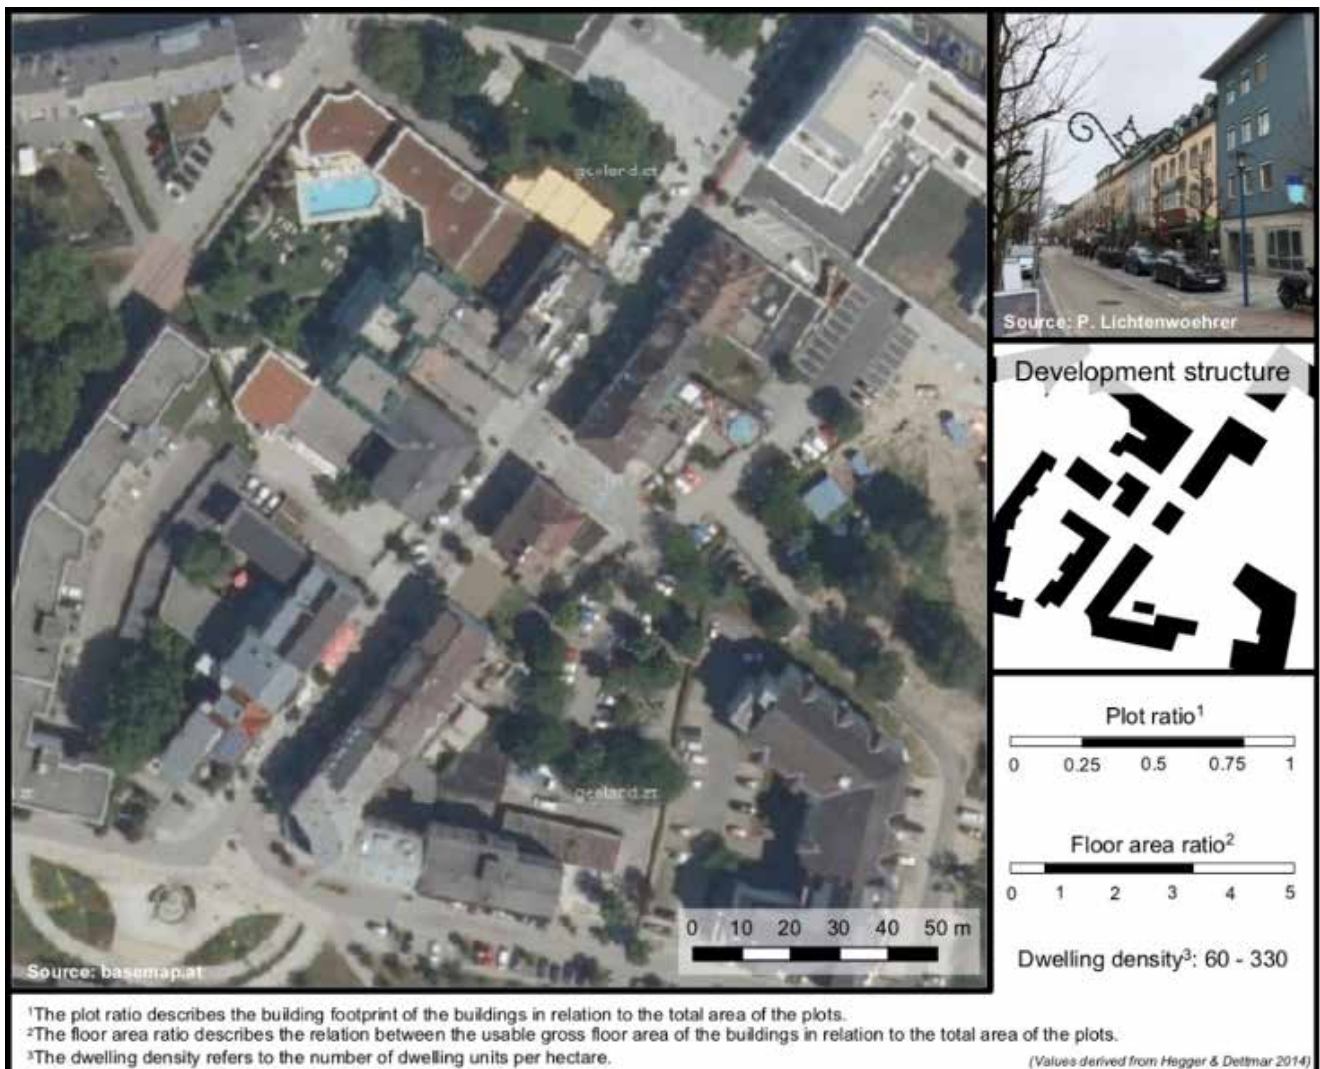 geoland.at
Source: P. Lichtenwoehrer
Development structure
Plot ratio¹
0 0.25 0.5 0.75 1
geoland.at
Floor area ratio²
0 1 2 3 4 5
0 10 20 30 40 50 m
Dwelling density³: 60 - 330
Source: basemap.at
¹The plot ratio describes the building footprint of the buildings in relation to the total area of the plots.
²The floor area ratio describes the relation between the usable gross floor area of the buildings in relation to the total area of the plots.
³The dwelling density refers to the number of dwelling units per hectare.
(Values derived from Hegger & Dettmar 2014)